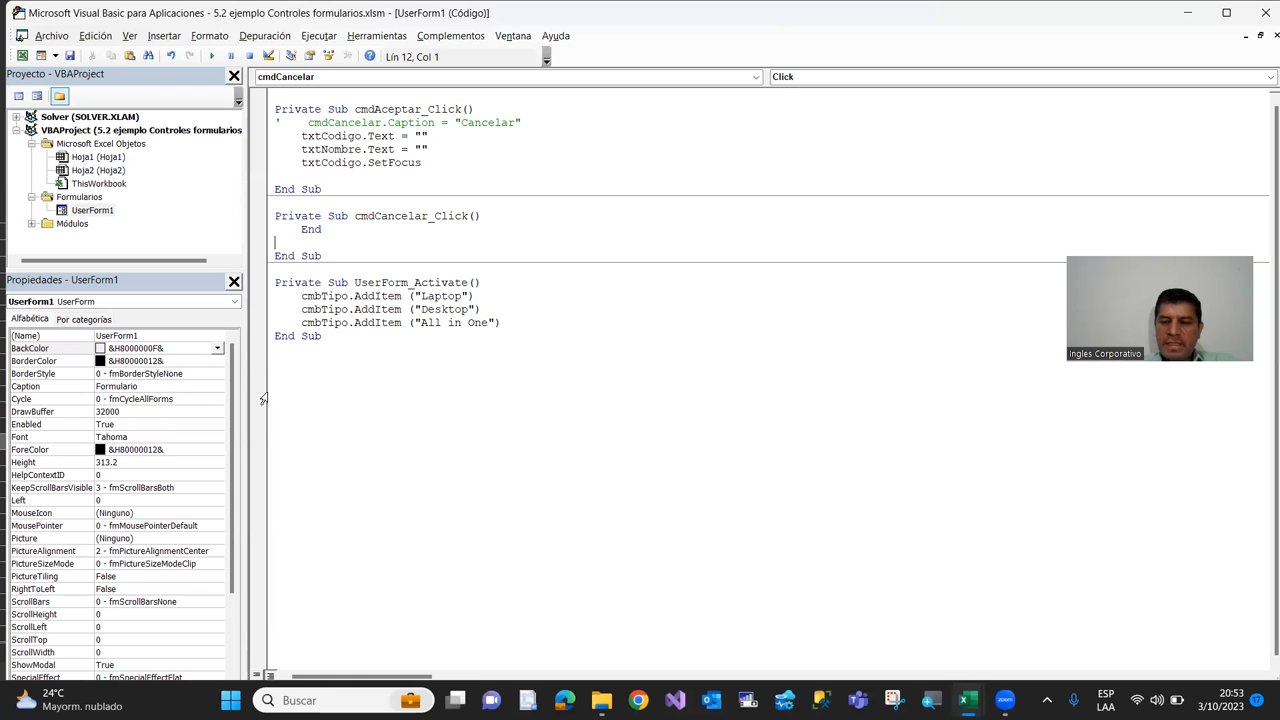 Microsoft Visual Basic para Aplicaciones - 5.2 ejemplo Controles formularios.xlsm - [UserForm1 (Código)]
Archivo Edición Ver Insertar Formato Depuración Ejecutar Herramientas Complementos Ventana Ayuda
Lín 12, Col 1
Proyecto - VBAProject
Solver (SOLVER.XLAM)
VBAProject (5.2 ejemplo Controles formularios
Microsoft Excel Objetos
Hoja1 (Hoja1)
Hoja2 (Hoja2)
ThisWorkbook
Formularios
UserForm1
Módulos
Propiedades - UserForm1
UserForm1 UserForm
Alfabética Por categorías
(Name) UserForm1
BackColor &H8000000F&
BorderColor &H80000012&
BorderStyle 0 - fmBorderStyleNone
Caption Formulario
Cycle 0 - fmCycleAllForms
DrawBuffer 32000
Enabled True
Font Tahoma
ForeColor &H80000012&
Height 313.2
HelpContextID 0
KeepScrollBarsVisible 3 - fmScrollBarsBoth
Left 0
MouseIcon (Ninguno)
MousePointer 0 - fmMousePointerDefault
Picture (Ninguno)
PictureAlignment 2 - fmPictureAlignmentCenter
PictureSizeMode 0 - fmPictureSizeModeClip
PictureTiling False
RightToLeft False
ScrollBars 0 - fmScrollBarsNone
ScrollHeight 0
ScrollLeft 0
ScrollTop 0
ScrollWidth 0
ShowModal True
SpecialEffect 0 - fmSpecialEffectFlat
cmdCancelar Click
Private Sub cmdAceptar_Click()
' cmdCancelar.Caption = "Cancelar"
txtCodigo.Text = ""
txtNombre.Text = ""
txtCodigo.SetFocus
End Sub
Private Sub cmdCancelar_Click()
End
End Sub
Private Sub UserForm_Activate()
cmbTipo.AddItem ("Laptop")
cmbTipo.AddItem ("Desktop")
cmbTipo.AddItem ("All in One")
End Sub
Ingles Corporativo
24°C
Mayorm. nublado
Buscar
ESP
LAA
20:53
3/10/2023